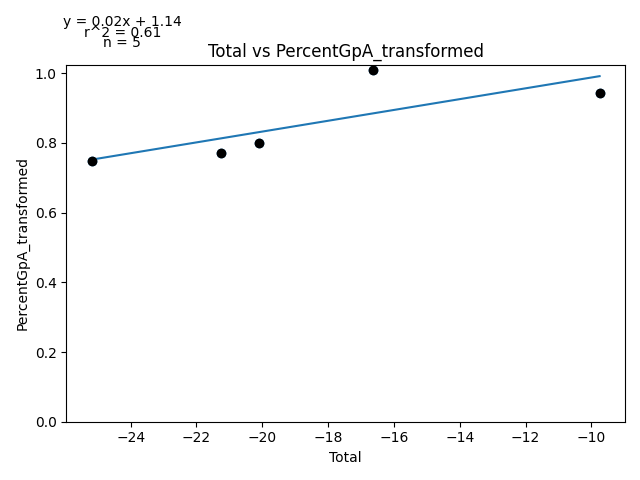 y = 0.02x + 1.14
r^2 = 0.61
n = 5
Total vs PercentGpA_transformed
PercentGpA_transformed
1.0
0.8
0.6
0.4
0.2
0.0
−24 −22 −20 −18 −16 −14 −12 −10
Total